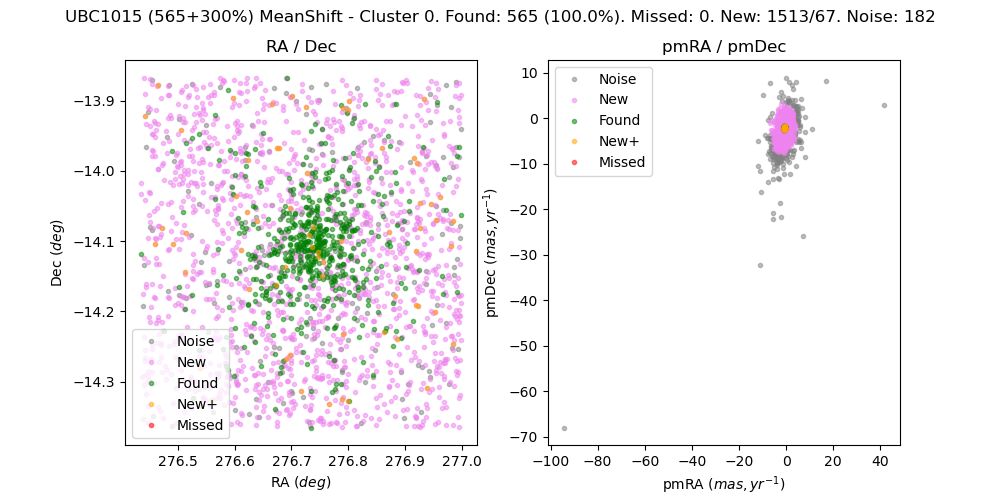 UBC1015 (565+300%) MeanShift - Cluster 0. Found: 565 (100.0%). Missed: 0. New: 1513/67. Noise: 182
RA / Dec
−13.9
−14.0
−14.1
−14.2
−14.3
Dec (deg)
Noise
New
Found
New+
Missed
276.5
276.6
276.7
276.8
276.9
277.0
RA (deg)
pmRA / pmDec
10
0
−10
−20
−30
−40
−50
−60
−70
pmDec (mas, yr⁻¹)
Noise
New
Found
New+
Missed
−100
−80
−60
−40
−20
0
20
40
pmRA (mas, yr⁻¹)